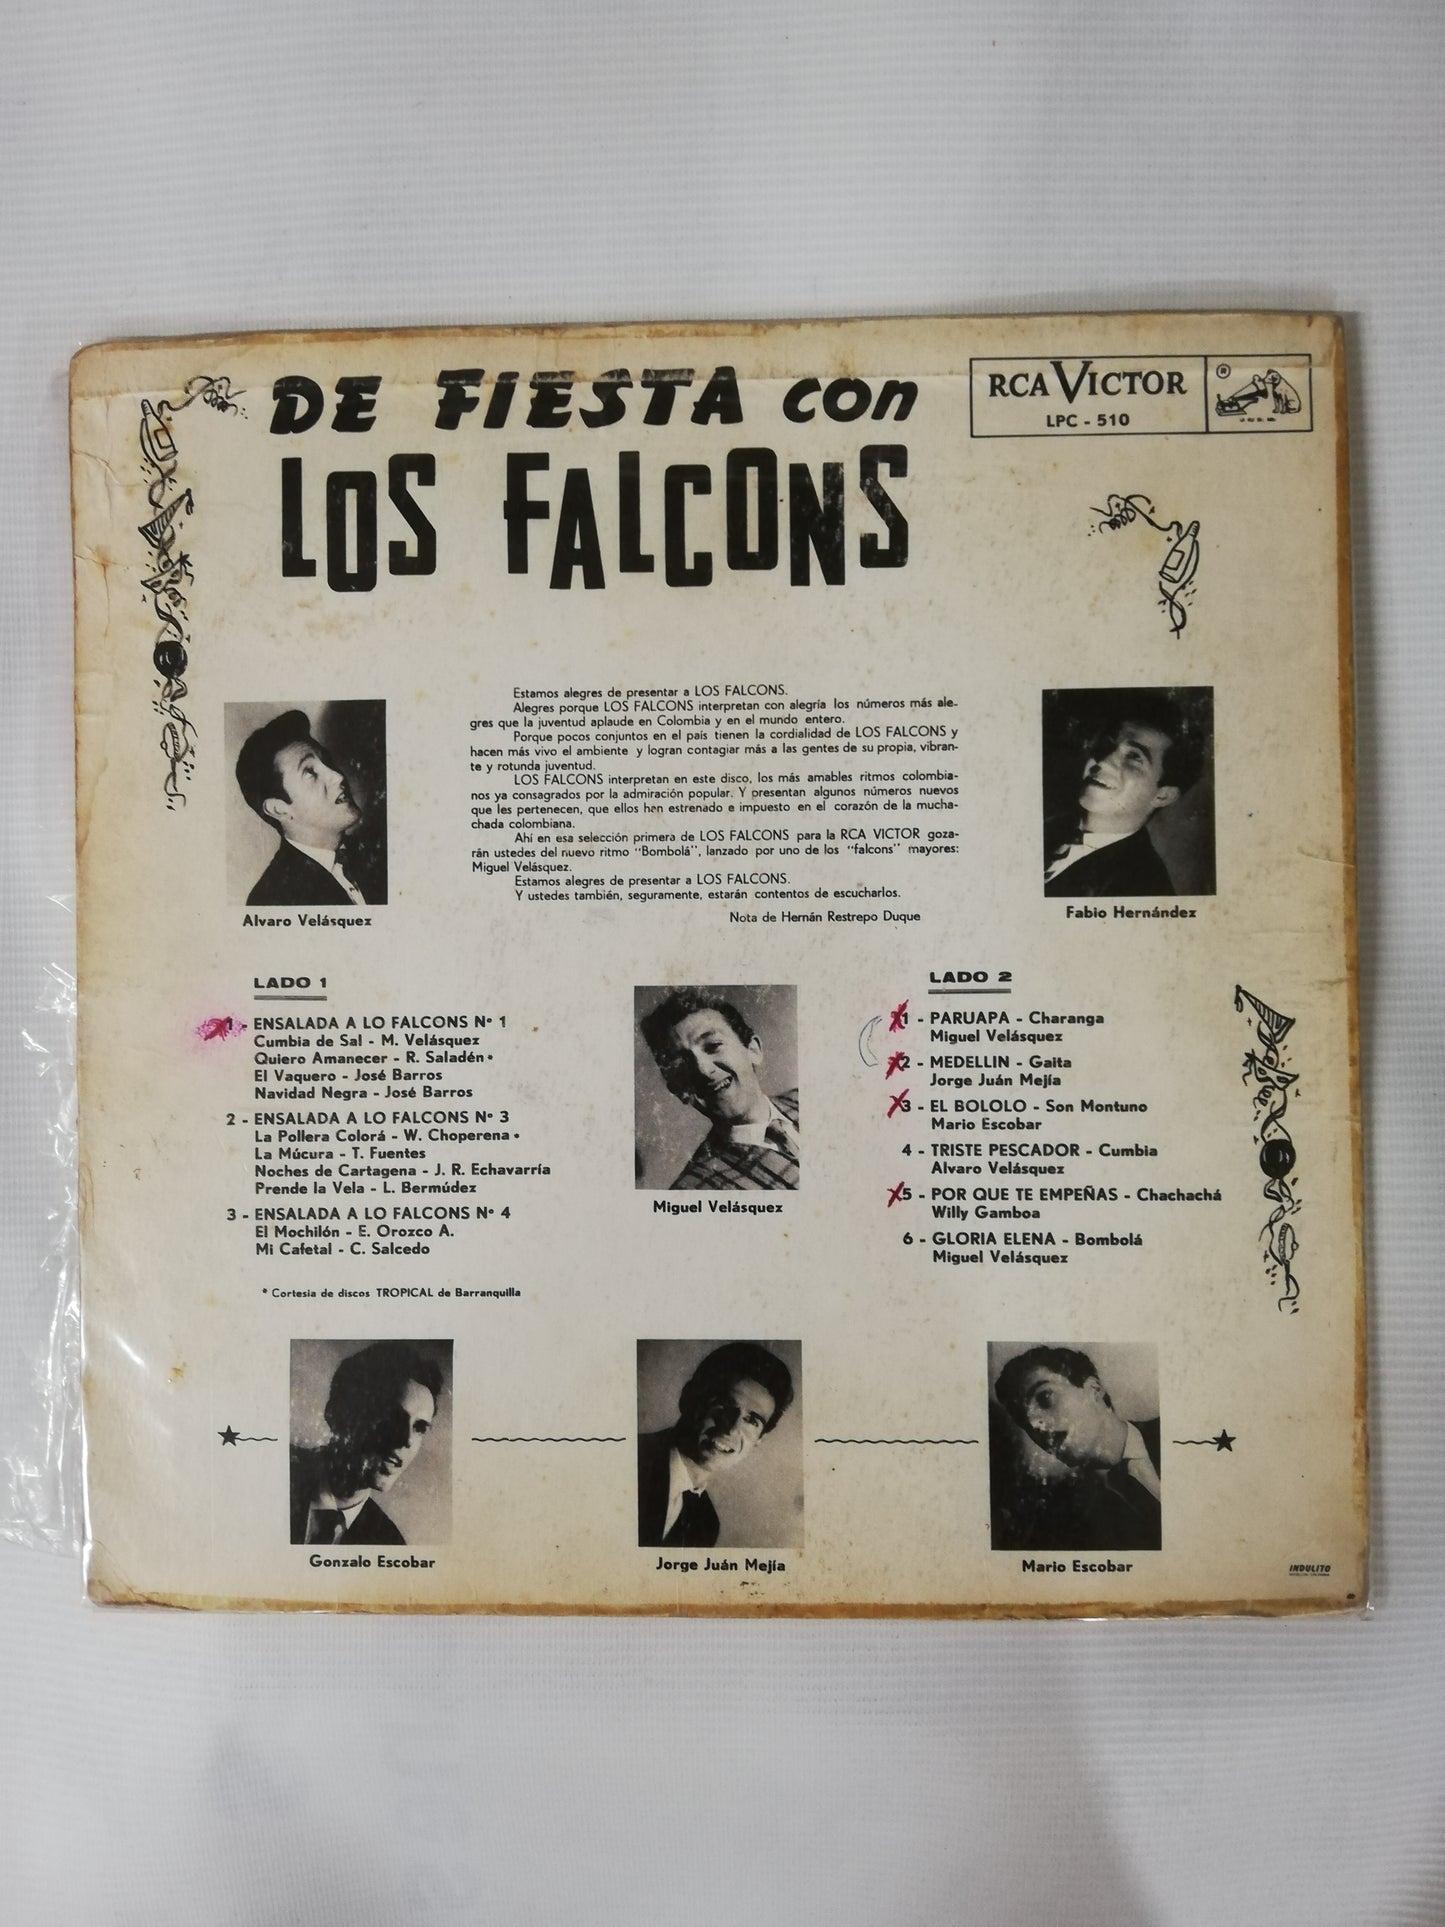 DE FIESTA con
LOS FALCONS
RCA VICTOR
LPC - 510
®
Estamos alegres de presentar a LOS FALCONS.
Alegres porque LOS FALCONS interpretan con alegría los números más ale-
gres que la juventud aplaude en Colombia y en el mundo entero.
Porque pocos conjuntos en el país tienen la cordialidad de LOS FALCONS y
hacen más vivo el ambiente y logran contagiar más a las gentes de su propia, vibran-
te y rotunda juventud.
LOS FALCONS interpretan en este disco, los más amables ritmos colombia-
nos ya consagrados por la admiración popular. Y presentan algunos números nuevos
que les pertenecen, que ellos han estrenado e impuesto en el corazón de la mucha-
chada colombiana.
Ahí en esa selección primera de LOS FALCONS para la RCA VICTOR goza-
rán ustedes del nuevo ritmo "Bombolá", lanzado por uno de los "falcons" mayores:
Miguel Velásquez.
Estamos alegres de presentar a LOS FALCONS.
Y ustedes también, seguramente, estarán contentos de escucharlos.
Nota de Hernán Restrepo Duque
Alvaro Velásquez
Fabio Hernández
LADO 1
1 - ENSALADA A LO FALCONS Nº 1
Cumbia de Sal - M. Velásquez
Quiero Amanecer - R. Saladén*
El Vaquero - José Barros
Navidad Negra - José Barros
2 - ENSALADA A LO FALCONS Nº 3
La Pollera Colorá - W. Choperena*
La Múcura - T. Fuentes
Noches de Cartagena - J. R. Echavarría
Prende la Vela - L. Bermúdez
3 - ENSALADA A LO FALCONS Nº 4
El Mochilón - E. Orozco A.
Mi Cafetal - C. Salcedo
* Cortesia de discos TROPICAL de Barranquilla
Miguel Velásquez
LADO 2
1 - PARUAPA - Charanga
Miguel Velásquez
2 - MEDELLIN - Gaita
Jorge Juán Mejía
3 - EL BOLOLO - Son Montuno
Mario Escobar
4 - TRISTE PESCADOR - Cumbia
Alvaro Velásquez
5 - POR QUE TE EMPEÑAS - Chachachá
Willy Gamboa
6 - GLORIA ELENA - Bombolá
Miguel Velásquez
Gonzalo Escobar
Jorge Juán Mejía
Mario Escobar
INDULITO